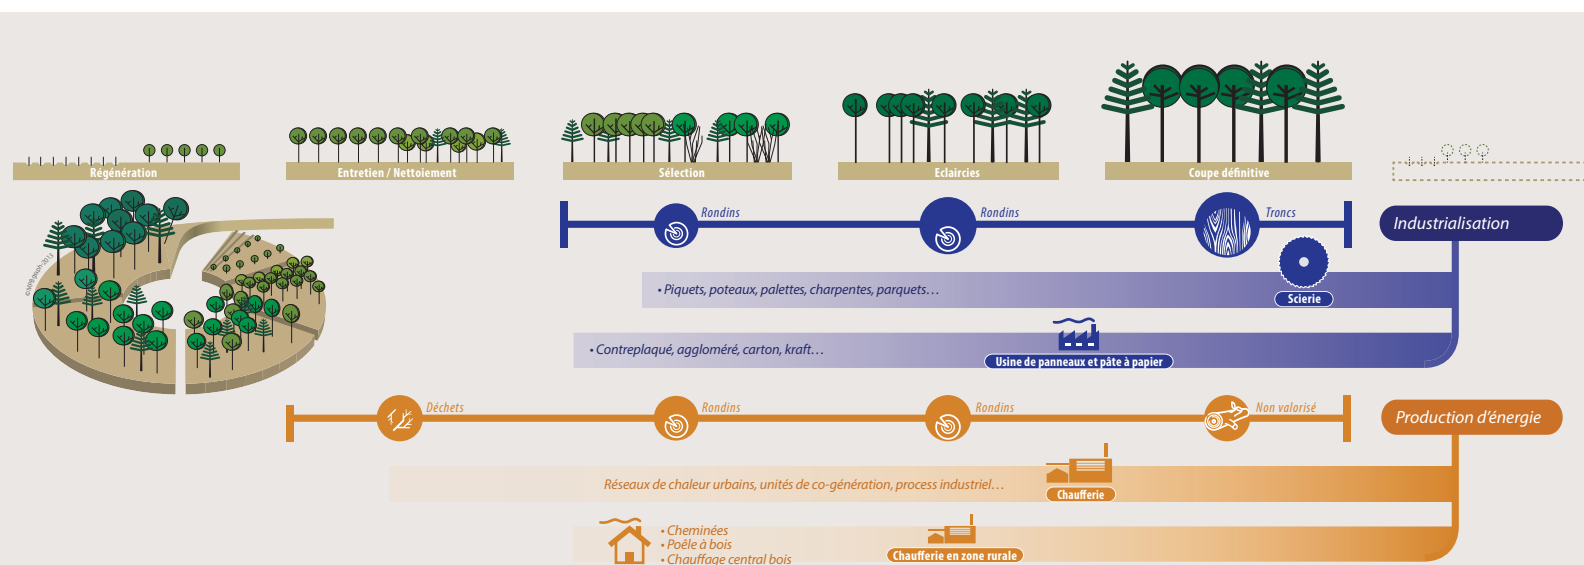 Régénération
Entretien / Nettoiement
Sélection
Eclaircies
Coupe définitive
Rondins
Rondins
Troncs
Industrialisation
• Piquets, poteaux, palettes, charpentes, parquets…
Scierie
• Contreplaqué, aggloméré, carton, kraft…
Usine de panneaux et pâte à papier
Déchets
Rondins
Rondins
Non valorisé
Production d'énergie
Réseaux de chaleur urbains, unités de co-génération, process industriel…
Chaufferie
• Cheminées
• Poêle à bois
• Chauffage central bois
Chaufferie en zone rurale